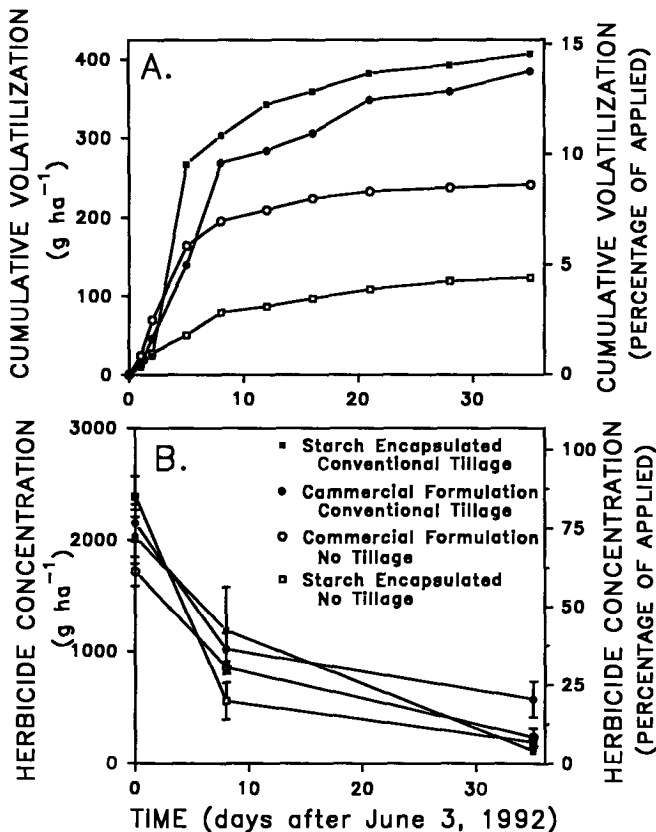 A.
CUMULATIVE VOLATILIZATION
(g ha⁻¹)
400
300
200
100
0
CUMULATIVE VOLATILIZATION
(PERCENTAGE OF APPLIED)
15
10
5
0
0
10
20
30
B.
HERBICIDE CONCENTRATION
(g ha⁻¹)
3000
2000
1000
0
Starch Encapsulated
Conventional Tillage
Cammercial Formulation
Conventional Tillage
Commercial Formulation
No Tillage
Starch Encapsulated
No Tillage
HERBICIDE CONCENTRATION
(PERCENTAGE OF APPLIED)
100
75
50
25
0
0
10
20
30
TIME (days after June 3, 1992)